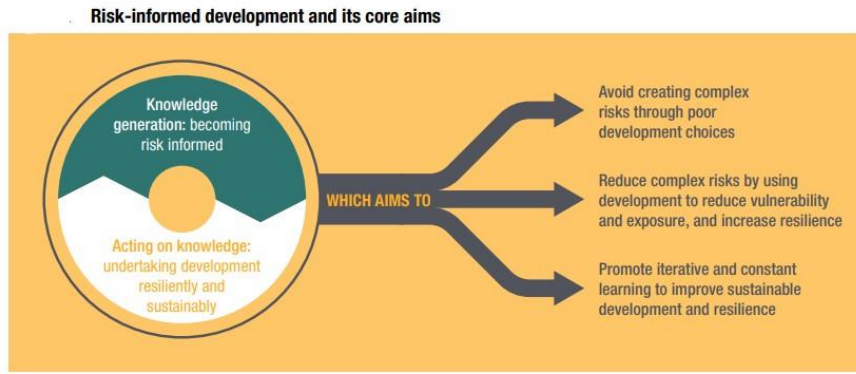 Risk-informed development and its core aims
Knowledge
generation: becoming
risk informed
Acting on knowledge:
undertaking development
resiliently and
sustainably
WHICH AIMS TO
Avoid creating complex
risks through poor
development choices
Reduce complex risks by using
development to reduce vulnerability
and exposure, and increase resilience
Promote iterative and constant
learning to improve sustainable
development and resilience